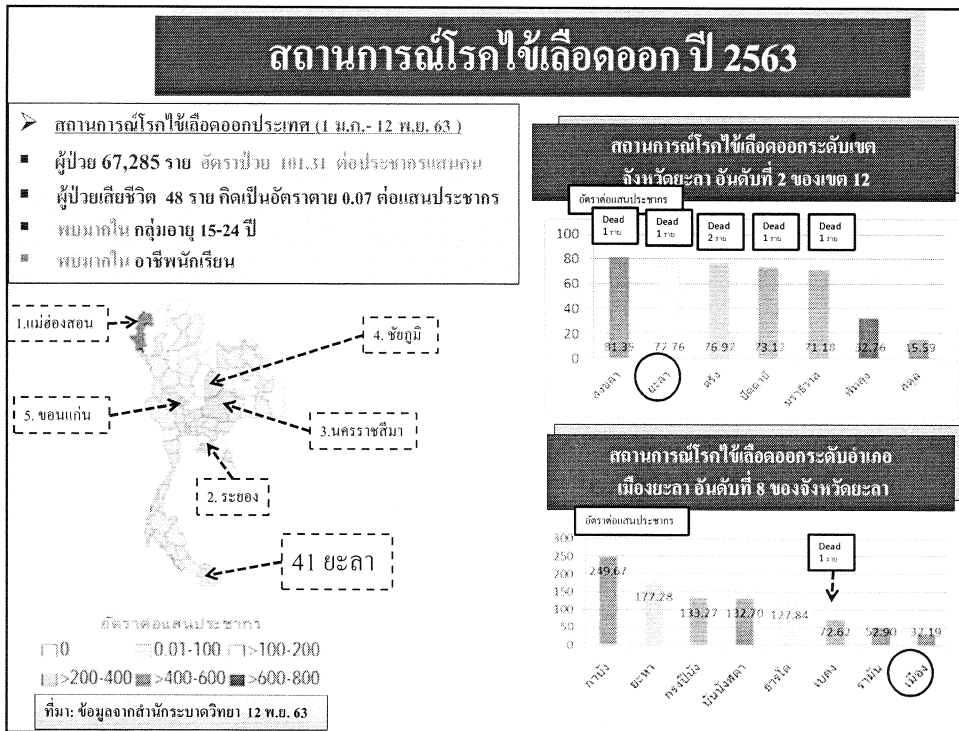 สถานการณ์โรคไข้เลือดออก ปี 2563
สถานการณ์โรคไข้เลือดออกประเทศ (1 ม.ค.- 12 พ.ย. 63 )
ผู้ป่วย 67,285 ราย อัตราป่วย 101.31 ต่อประชากรแสนคน
ผู้ป่วยเสียชีวิต 48 ราย คิดเป็นอัตราตาย 0.07 ต่อแสนประชากร
พบมากใน กลุ่มอายุ 15-24 ปี
พบมากใน อาชีพนักเรียน
1.แม่ฮ่องสอน
4. ชัยภูมิ
5. ขอนแก่น
3.นครราชสีมา
2. ระยอง
41 ยะลา
อัตราต่อแสนประชากร
0 0.01-100 >100-200
>200-400 >400-600 >600-800
ที่มา: ข้อมูลจากสำนักระบาดวิทยา 12 พ.ย. 63
สถานการณ์โรคไข้เลือดออกระดับเขต
จังหวัดยะลา อันดับที่ 2 ของเขต 12
อัตราต่อแสนประชากร
Dead 1 ราย
Dead 1 ราย
Dead 2 ราย
Dead 1 ราย
Dead 1 ราย
100
80
60
40
20
0
81.35 77.76 76.97 73.12 71.18 32.76 15.59
สงขลา ยะลา ตรัง ปัตตานี นราธิวาส พัทลุง สตูล
สถานการณ์โรคไข้เลือดออกระดับอำเภอ
เมืองยะลา อันดับที่ 8 ของจังหวัดยะลา
อัตราต่อแสนประชากร
Dead 1 ราย
300
250
200
150
100
50
0
249.67 177.28 133.27 132.70 127.84 72.62 52.90 32.19
กาบัง ยะหา กรงปินัง บันนังสตา ธารโต เบตง รามัน เมือง